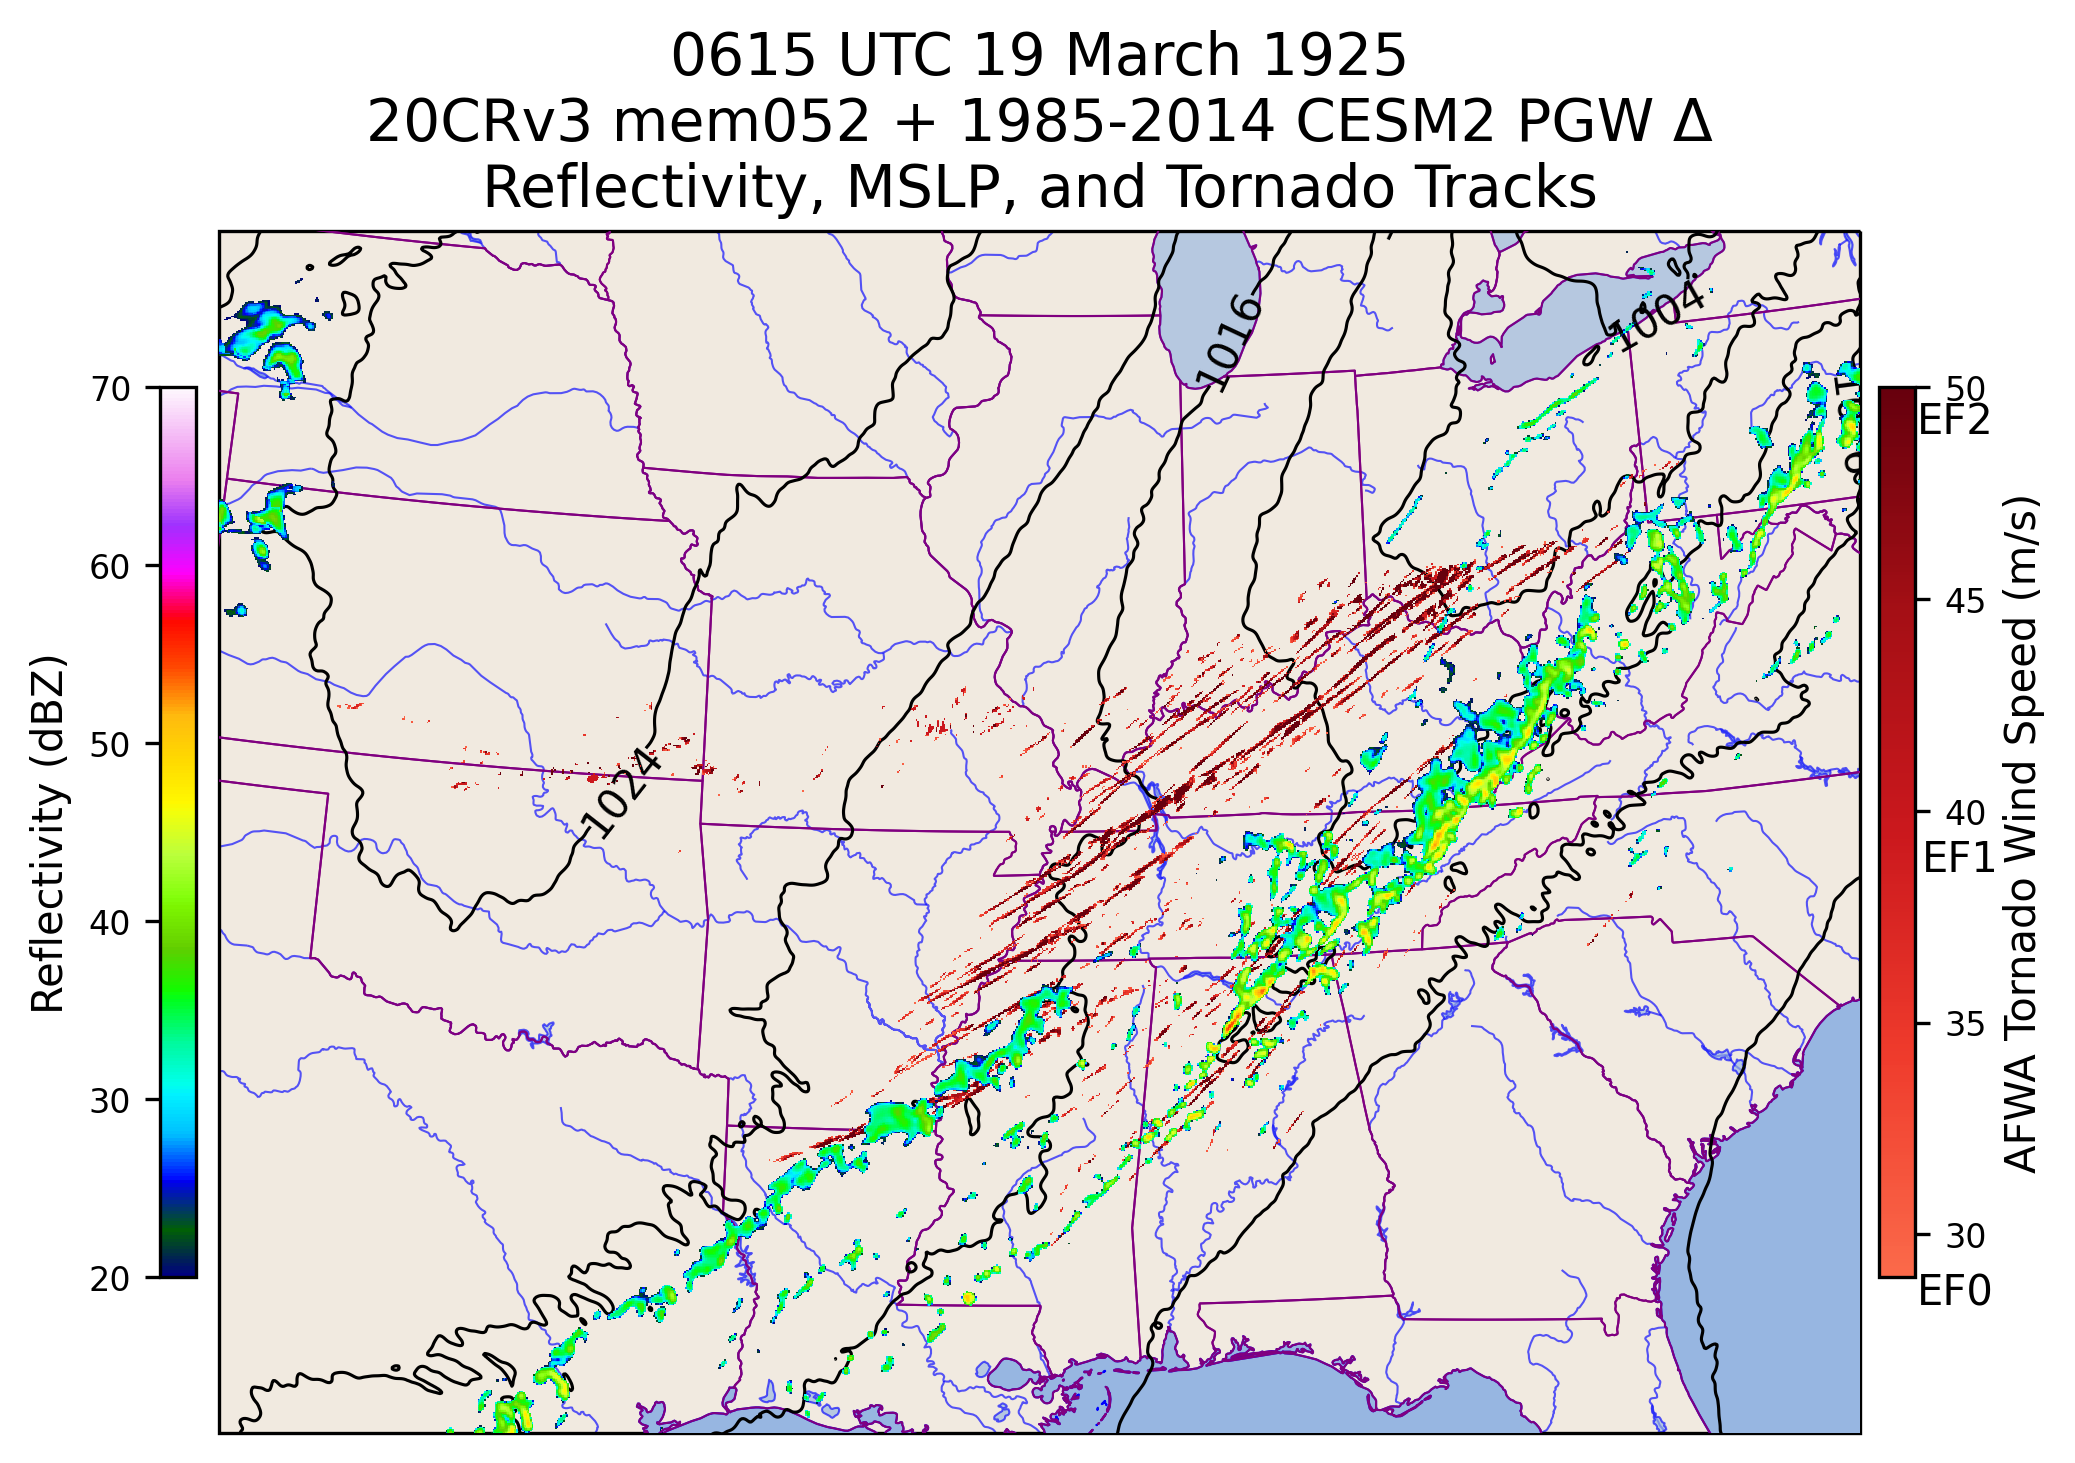 0615 UTC 19 March 1925
20CRv3 mem052 + 1985-2014 CESM2 PGW Δ
Reflectivity, MSLP, and Tornado Tracks
70
60
50
40
30
20
Reflectivity (dBZ)
1016
1004
1024
50
EF2
45
40
EF1
35
30
EF0
AFWA Tornado Wind Speed (m/s)